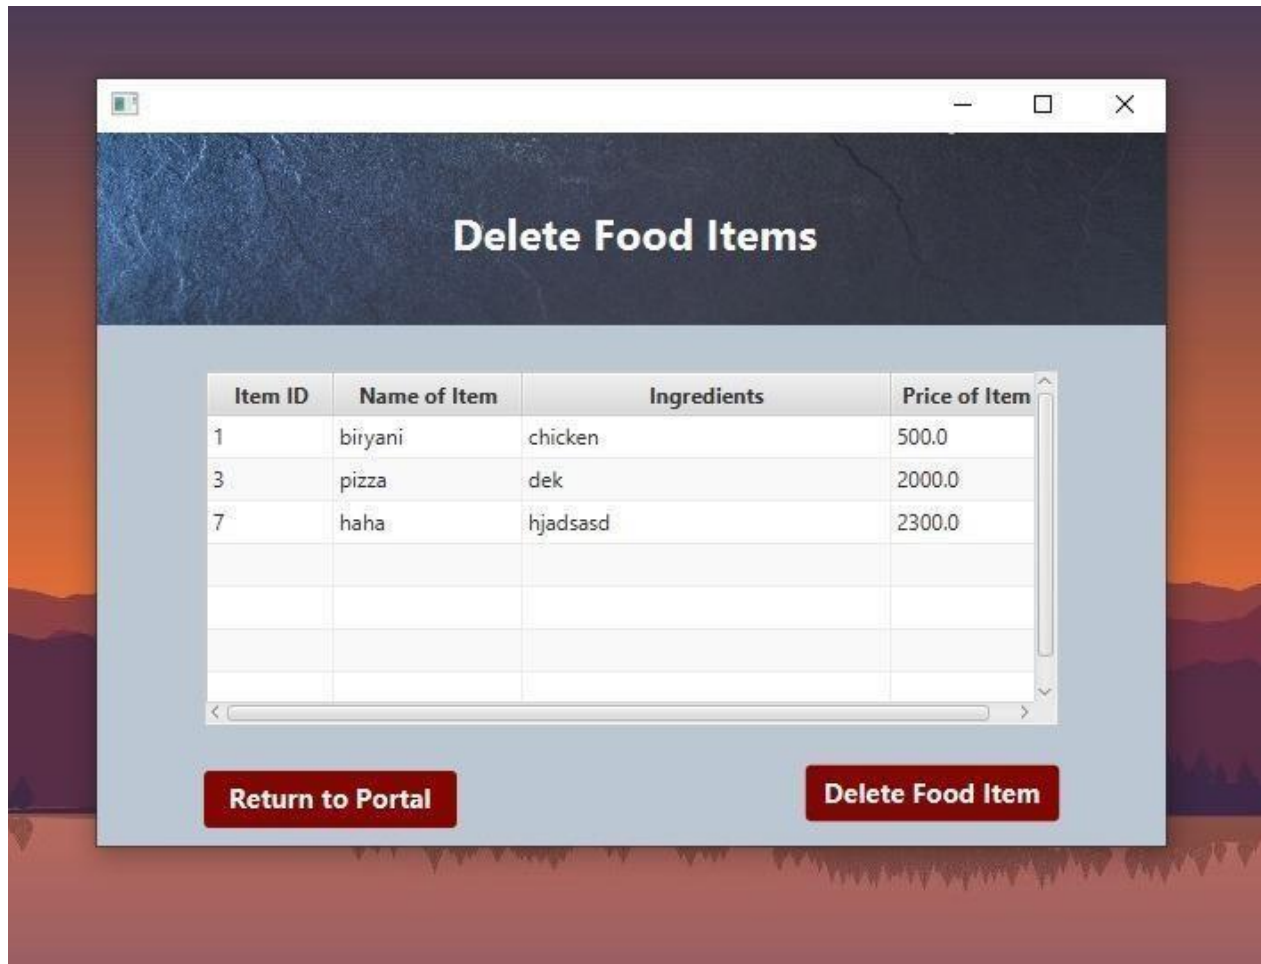 Delete Food Items
Item ID Name of Item Ingredients Price of Item
1 biryani chicken 500.0
3 pizza dek 2000.0
7 haha hjadsasd 2300.0
Return to Portal Delete Food Item